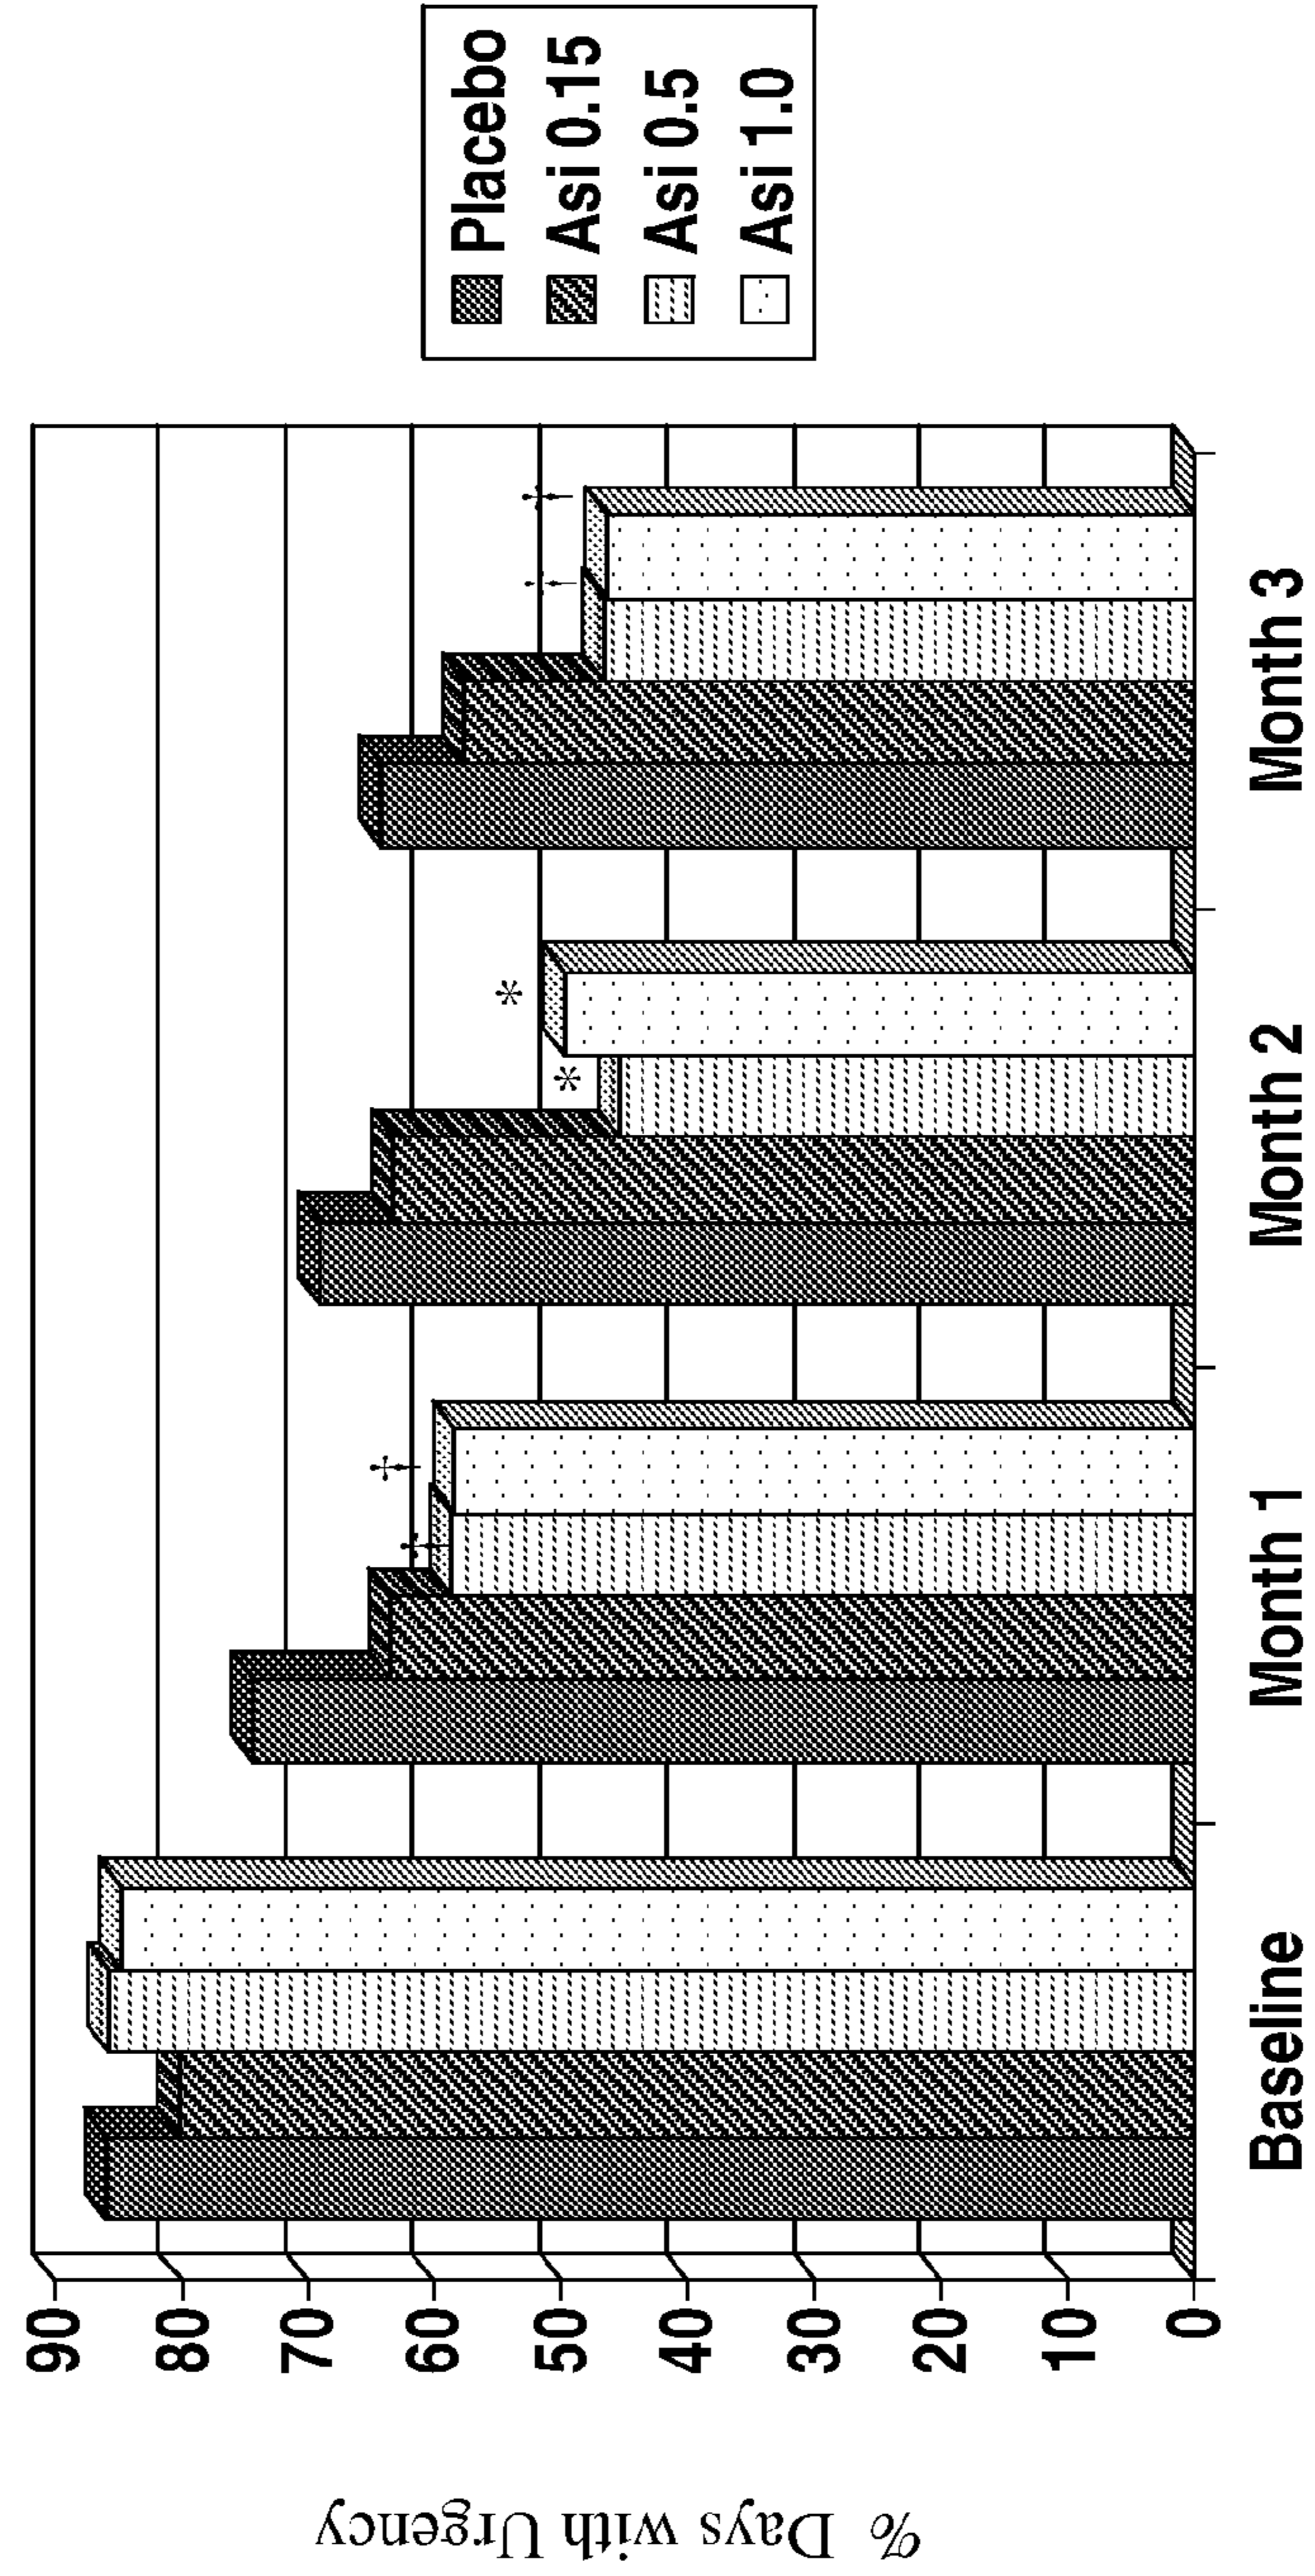 % Days with Urgency
90
80
70
60
50
40
30
20
10
0
‡
‡
*
*
†
‡
Baseline
Month 1
Month 2
Month 3
Placebo
Asi 0.15
Asi 0.5
Asi 1.0